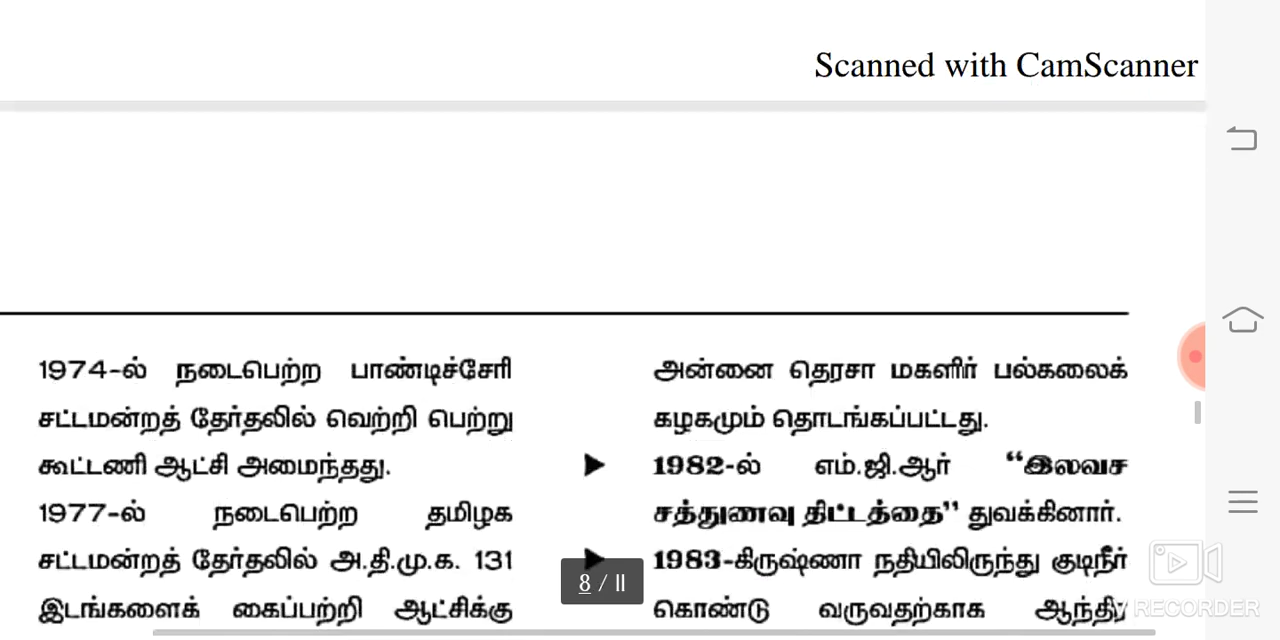 Scanned with CamScanner
1974-ல் நடைபெற்ற பாண்டிச்சேரி
சட்டமன்றத் தேர்தலில் வெற்றி பெற்று
கூட்டணி ஆட்சி அமைந்தது.
1977-ல் நடைபெற்ற தமிழக
சட்டமன்றத் தேர்தலில் அ.தி.மு.க. 131
இடங்களைக் கைப்பற்றி ஆட்சிக்கு
அன்னை தெரசா மகளிர் பல்கலைக்
கழகமும் தொடங்கப்பட்டது.
► 1982-ல் எம்.ஜி.ஆர் “இலவச
சத்துணவு திட்டத்தை” துவக்கினார்.
► 1983-கிருஷ்ணா நதியிலிருந்து குடிநீர்
கொண்டு வருவதற்காக ஆந்திர
8 / 11
V RECORDER